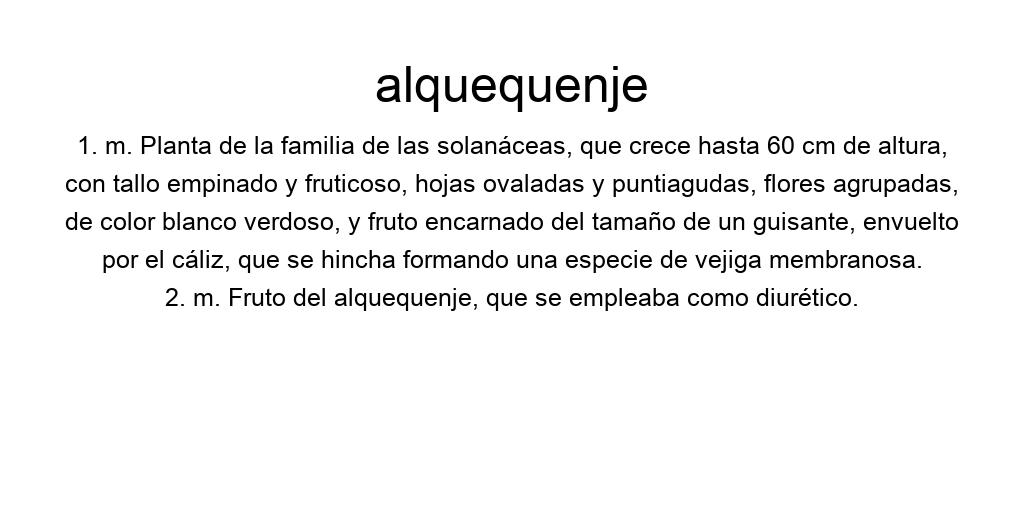 alquequenje
1. m. Planta de la familia de las solanáceas, que crece hasta 60 cm de altura,
con tallo empinado y fruticoso, hojas ovaladas y puntiagudas, flores agrupadas,
de color blanco verdoso, y fruto encarnado del tamaño de un guisante, envuelto
por el cáliz, que se hincha formando una especie de vejiga membranosa.
2. m. Fruto del alquequenje, que se empleaba como diurético.